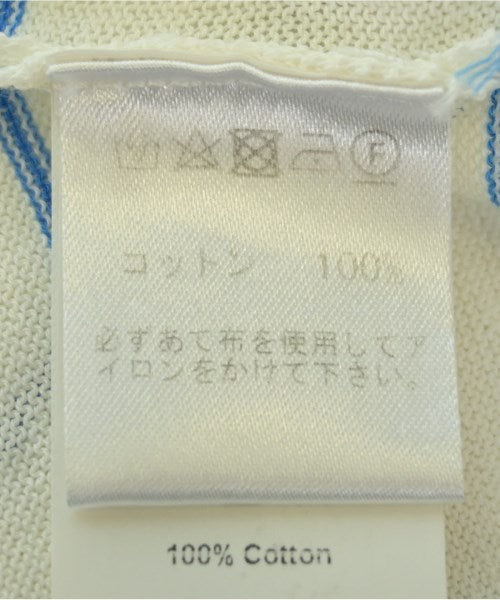 F
コットン 100%
必ずあて布を使用してア
イロンをかけて下さい。
100% Cotton